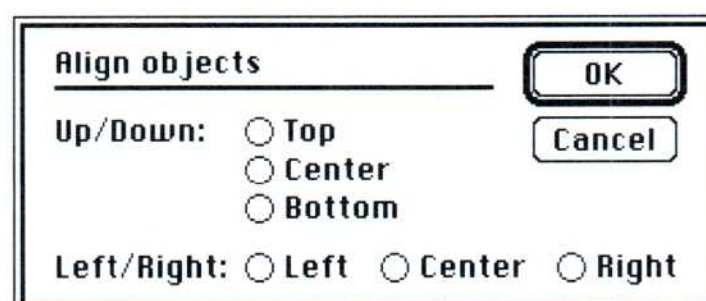 Align objects
OK
Up/Down: Top
Cancel
Center
Bottom
Left/Right: Left Center Right